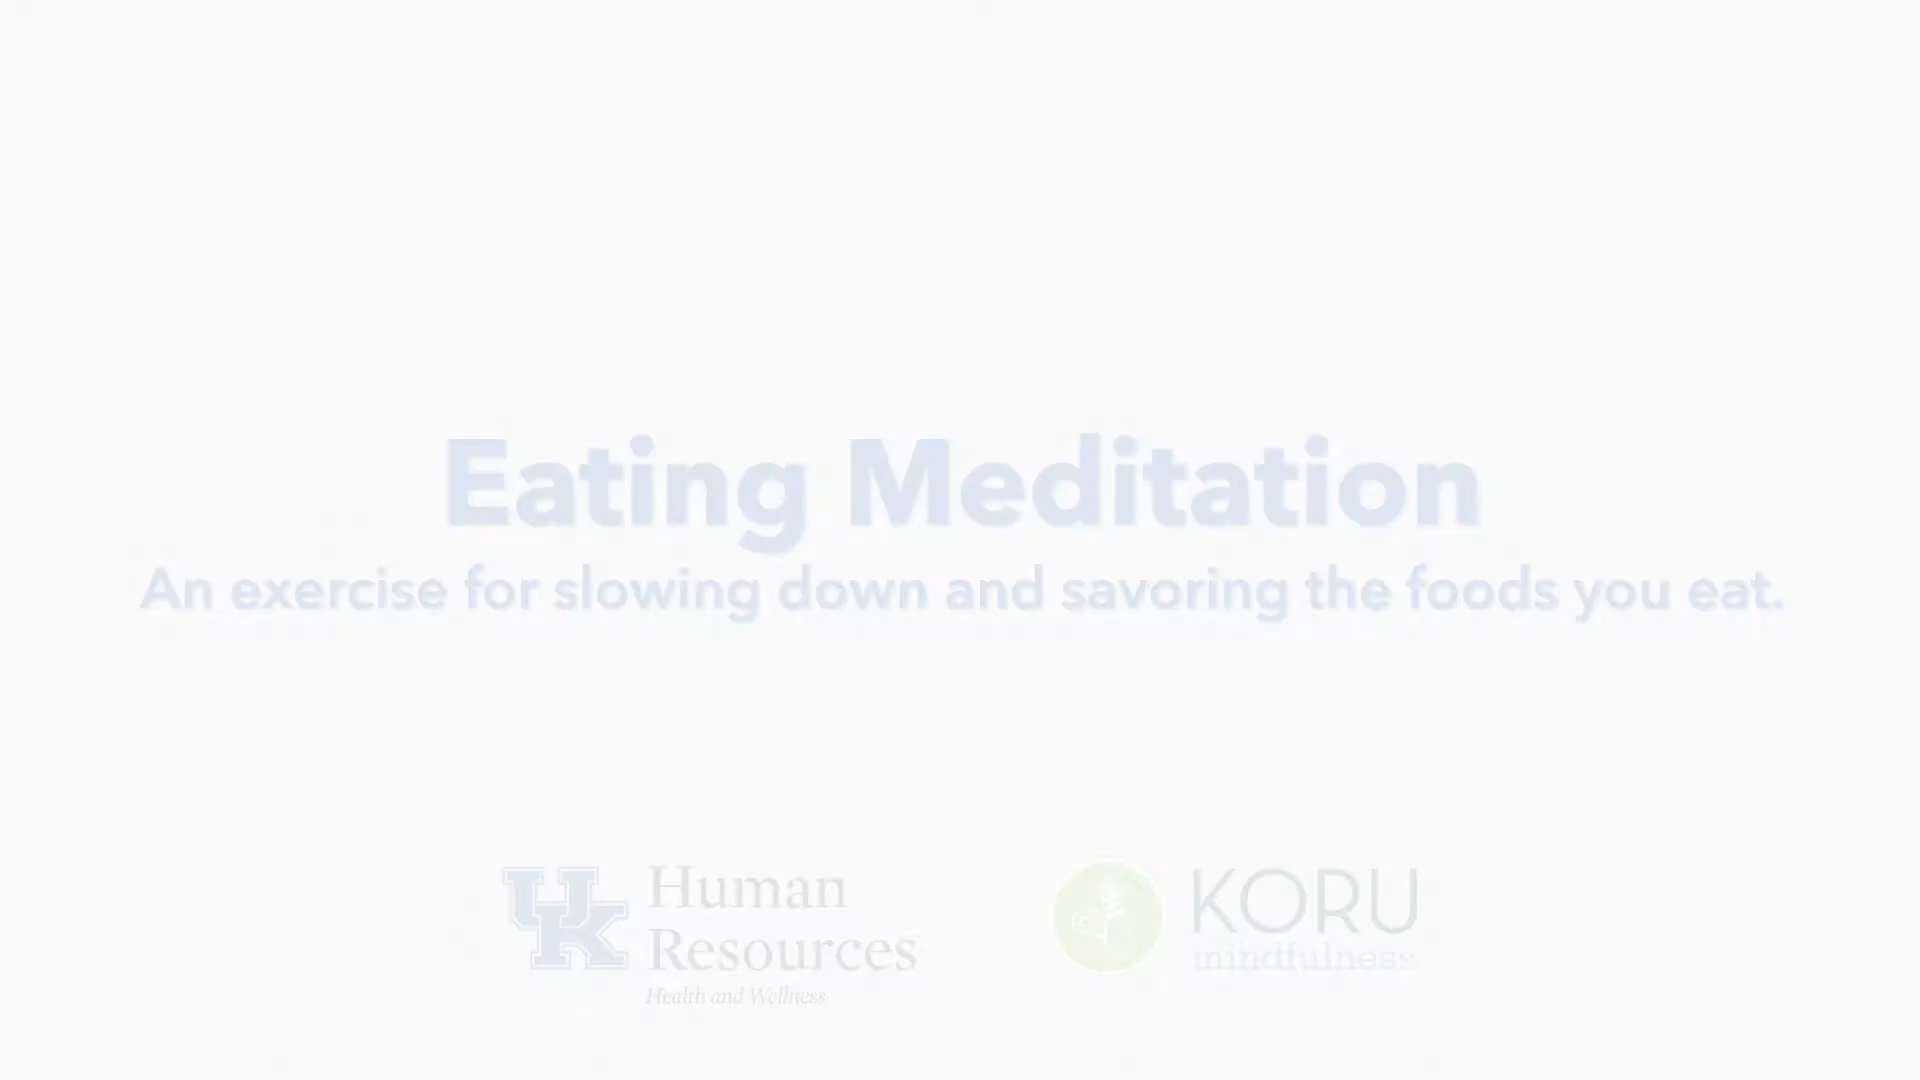 Eating Meditation
An exercise for slowing down and savoring the foods you eat.
UK Human
Resources
Health and Wellness
KORU
mindfulness